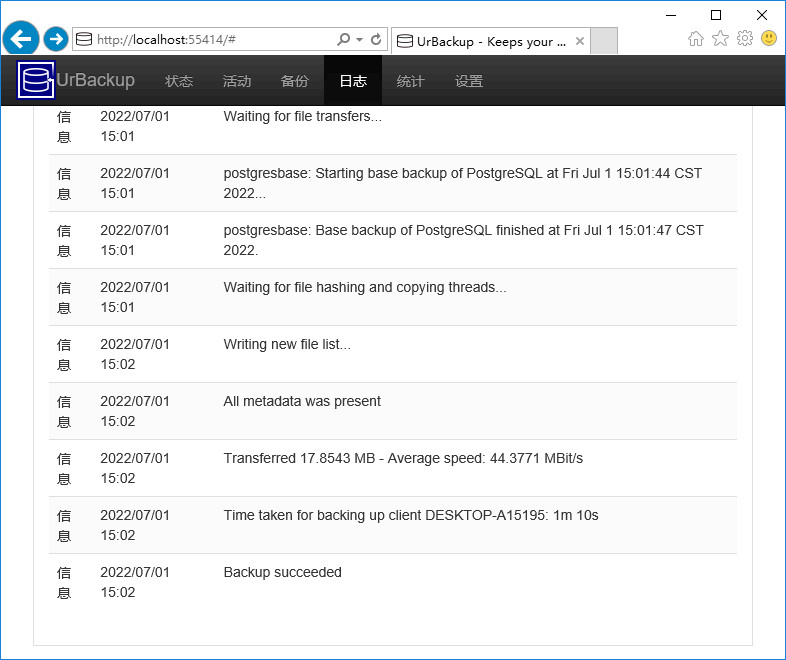 http://localhost:55414/#
UrBackup - Keeps your ...
UrBackup 状态 活动 备份 日志 统计 设置
信息 2022/07/01 15:01 Waiting for file transfers...
信息 2022/07/01 15:01 postgresbase: Starting base backup of PostgreSQL at Fri Jul 1 15:01:44 CST
2022...
信息 2022/07/01 15:01 postgresbase: Base backup of PostgreSQL finished at Fri Jul 1 15:01:47 CST
2022.
信息 2022/07/01 15:01 Waiting for file hashing and copying threads...
信息 2022/07/01 15:02 Writing new file list...
信息 2022/07/01 15:02 All metadata was present
信息 2022/07/01 15:02 Transferred 17.8543 MB - Average speed: 44.3771 MBit/s
信息 2022/07/01 15:02 Time taken for backing up client DESKTOP-A15195: 1m 10s
信息 2022/07/01 15:02 Backup succeeded